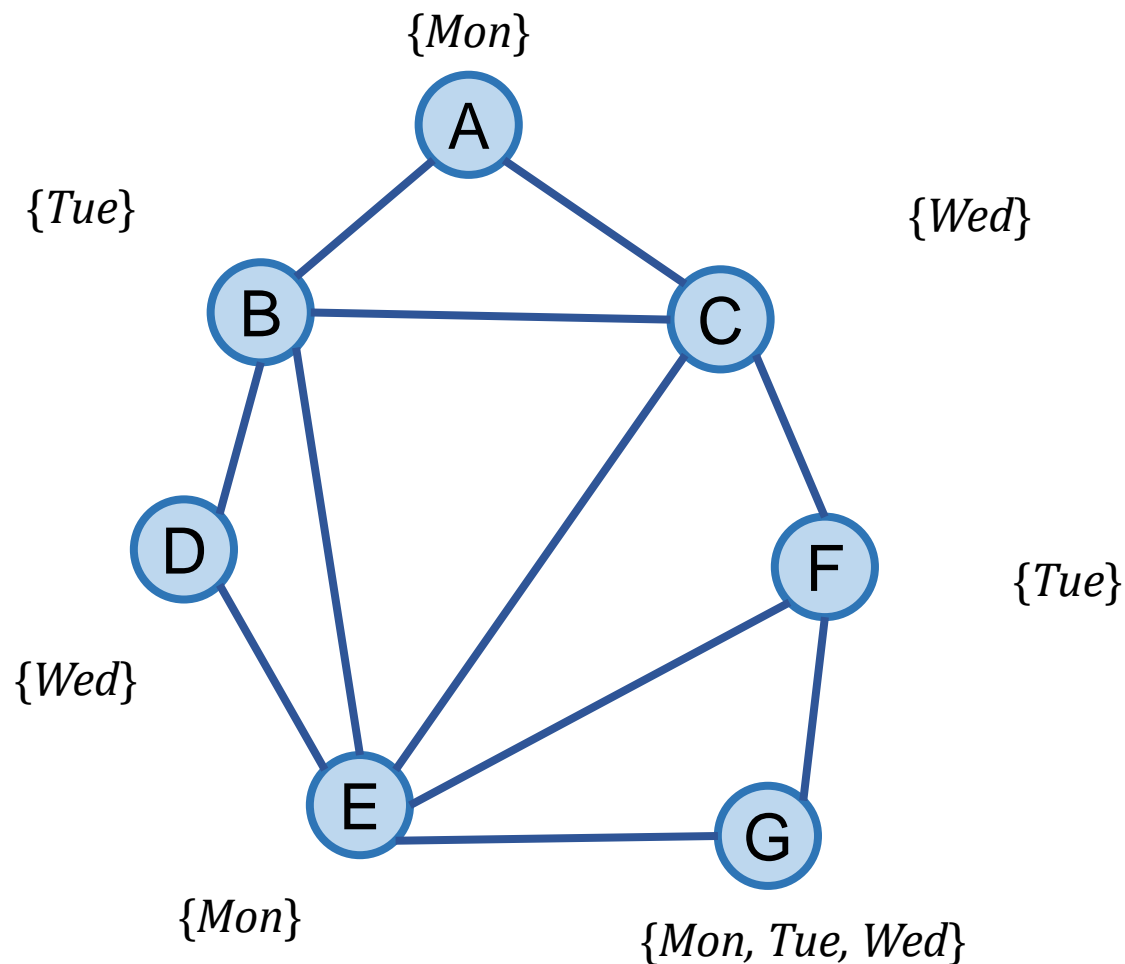 {Mon}
A
{Tue}
{Wed}
B
C
D
F
{Tue}
{Wed}
E
G
{Mon}
{Mon, Tue, Wed}